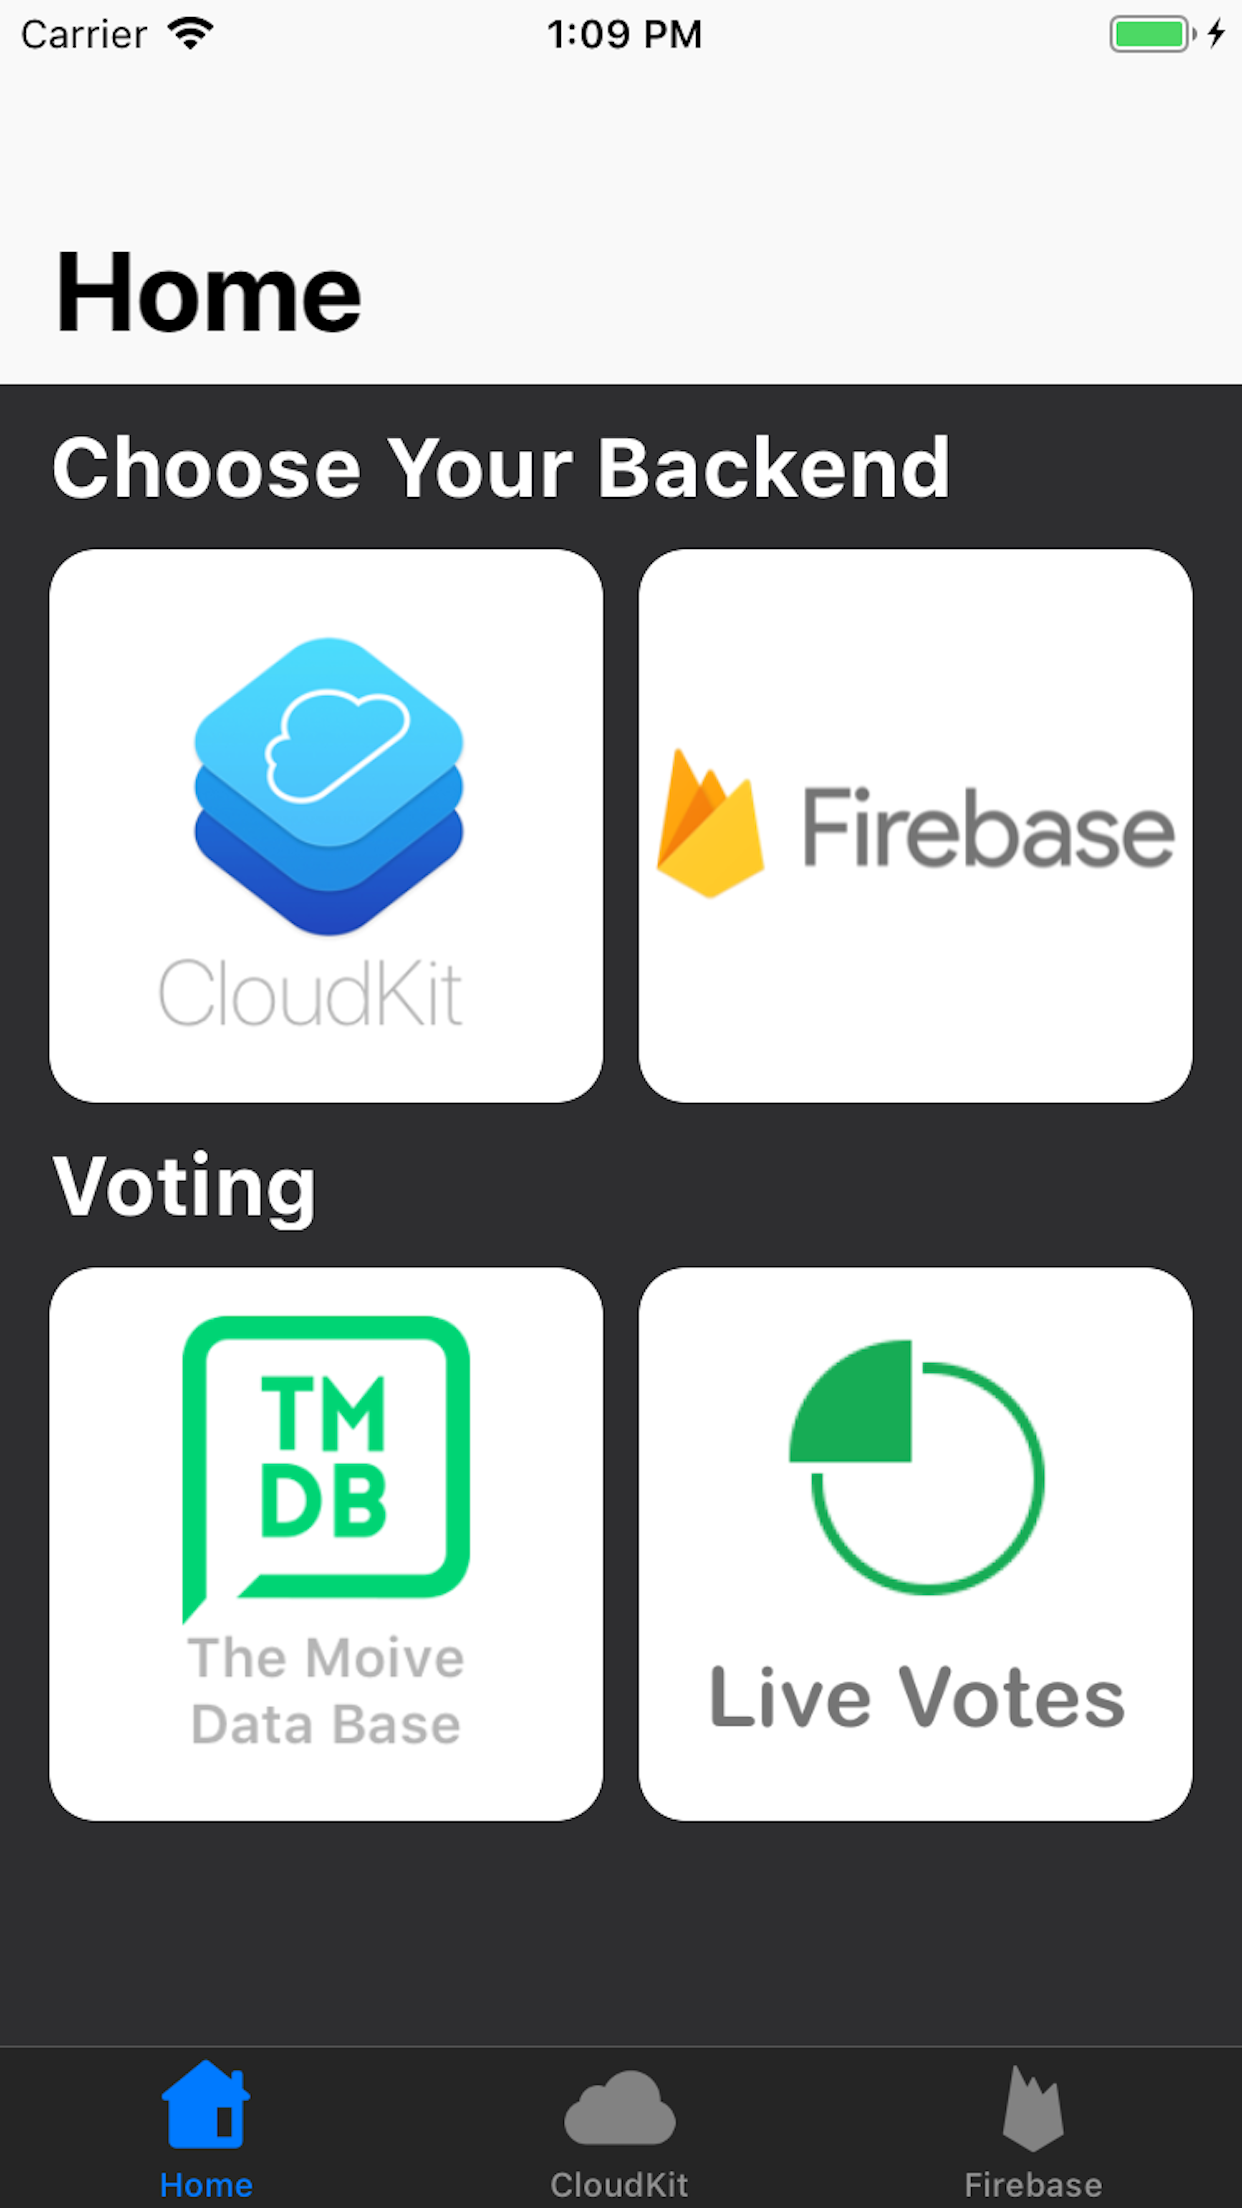 Carrier 1:09 PM
Home
Choose Your Backend
CloudKit
Firebase
Voting
TM
DB
The Moive
Data Base
Live Votes
Home CloudKit Firebase